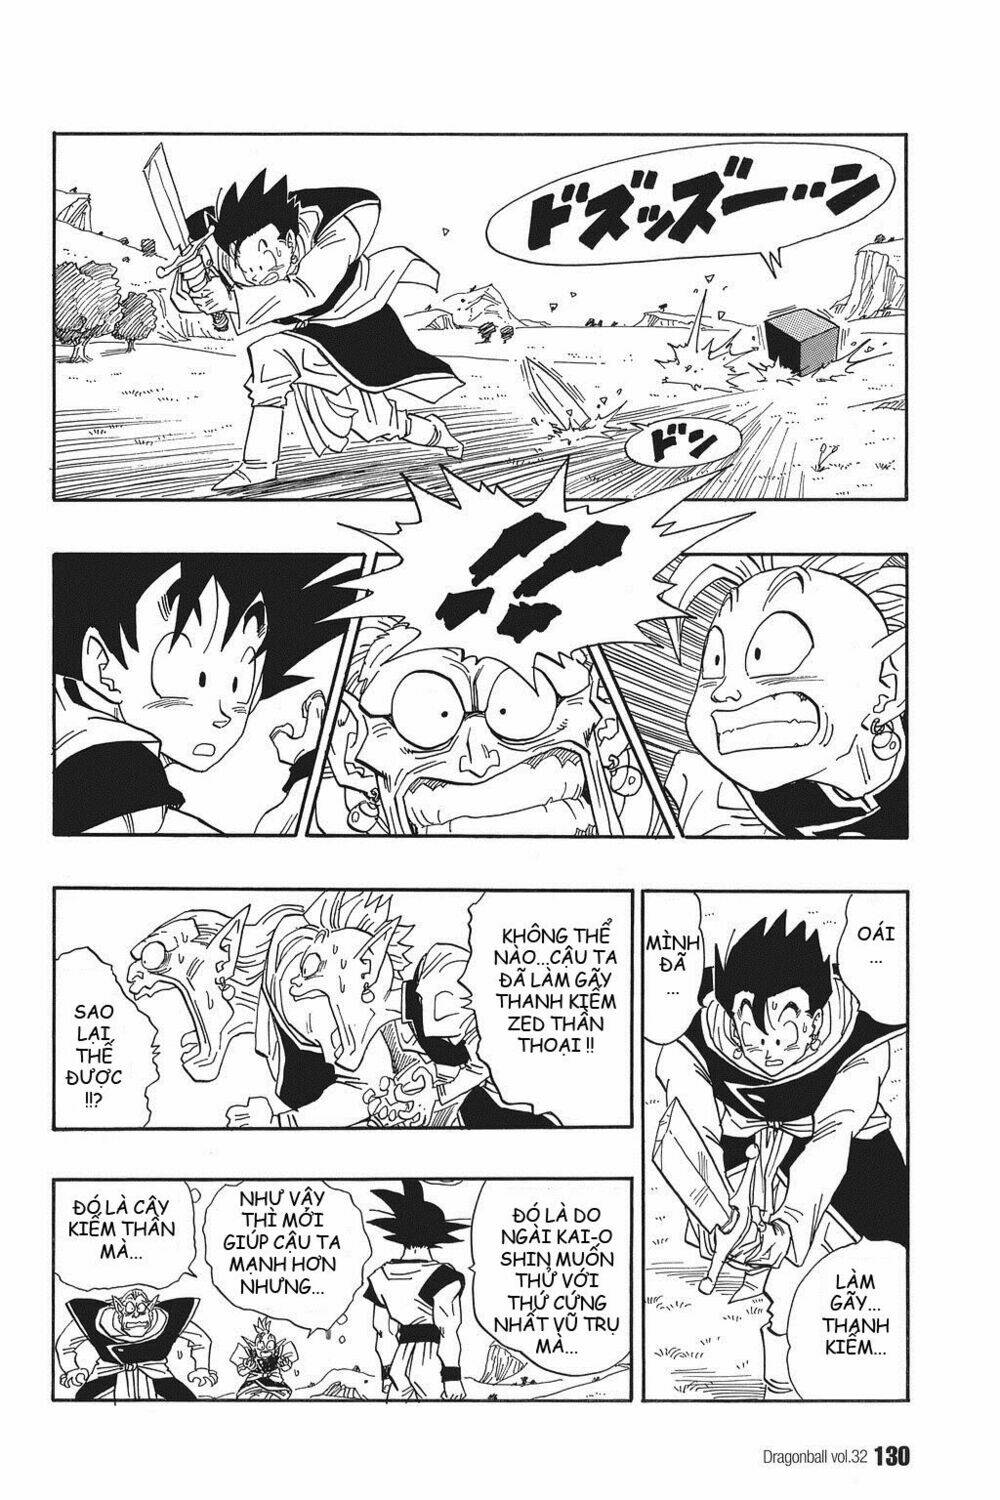 ドズッズーッン
ドン
!!
OÁI
...
MÌNH
ĐÃ
...
LÀM
GÃY...
THANH
KIẾM...
KHÔNG THỂ
NÀO...CẬU TA
ĐÃ LÀM GÃY
THANH KIẾM
ZED THẦN
THOẠI !!
SAO
LẠI
THẾ
ĐƯỢC
!!?
ĐÓ LÀ DO
NGÀI KAI-O
SHIN MUỐN
THỬ VỚI
THỨ CỨNG
NHẤT VŨ TRỤ
MÀ...
NHƯ VẬY
THÌ MỚI
GIÚP CẬU TA
MẠNH HƠN
NHƯNG...
ĐÓ LÀ CÂY
KIẾM THẦN
MÀ...
Dragonball vol.32 130